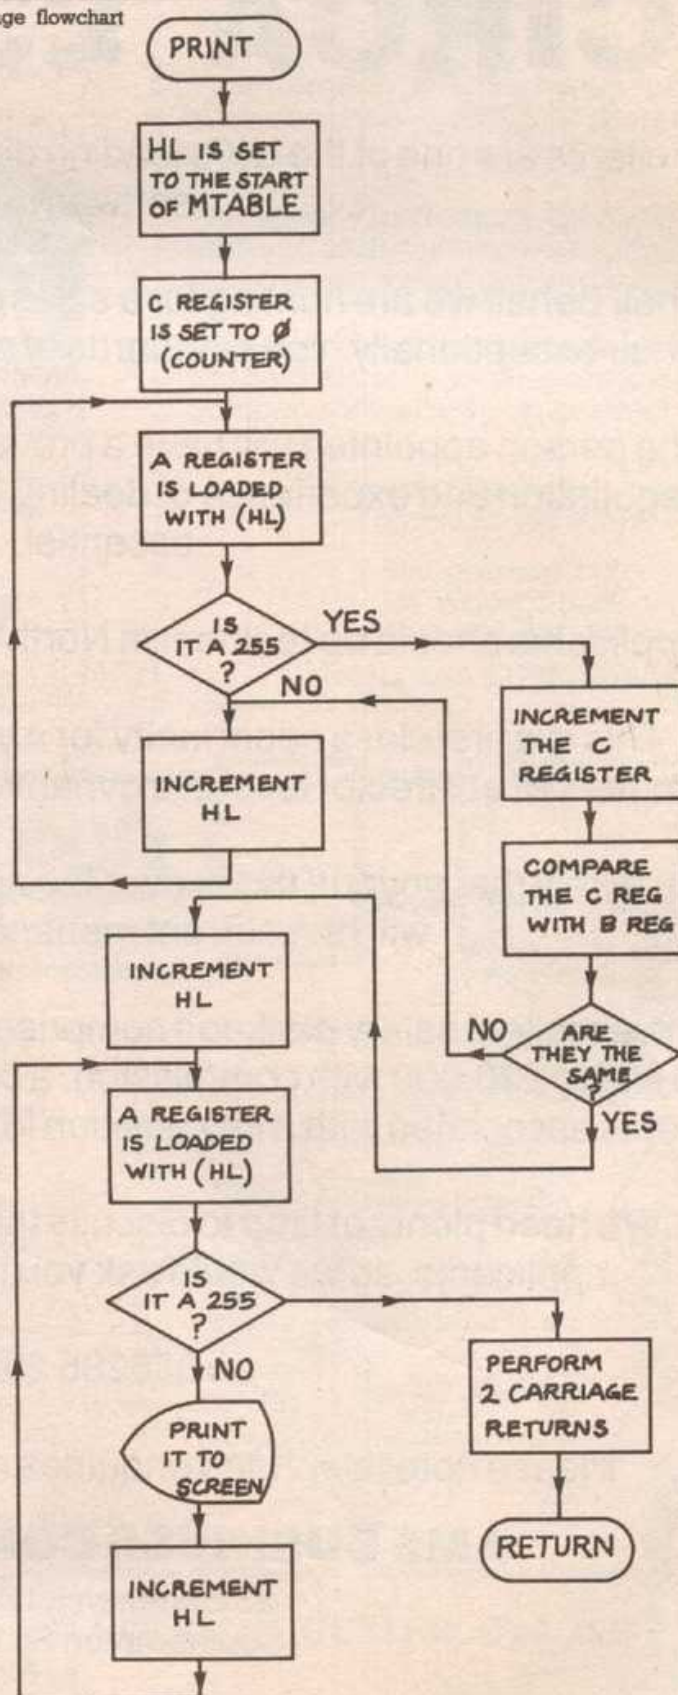 ge flowchart
PRINT
HL IS SET
TO THE START
OF MTABLE
C REGISTER
IS SET TO Ø
(COUNTER)
A REGISTER
IS LOADED
WITH (HL)
IS
IT A 255
?
YES
NO
INCREMENT
HL
INCREMENT
THE C
REGISTER
COMPARE
THE C REG
WITH B REG
ARE
THEY THE
SAME
?
NO
YES
INCREMENT
HL
A REGISTER
IS LOADED
WITH (HL)
IS
IT A 255
?
NO
PRINT
IT TO
SCREEN
INCREMENT
HL
PERFORM
2 CARRIAGE
RETURNS
RETURN